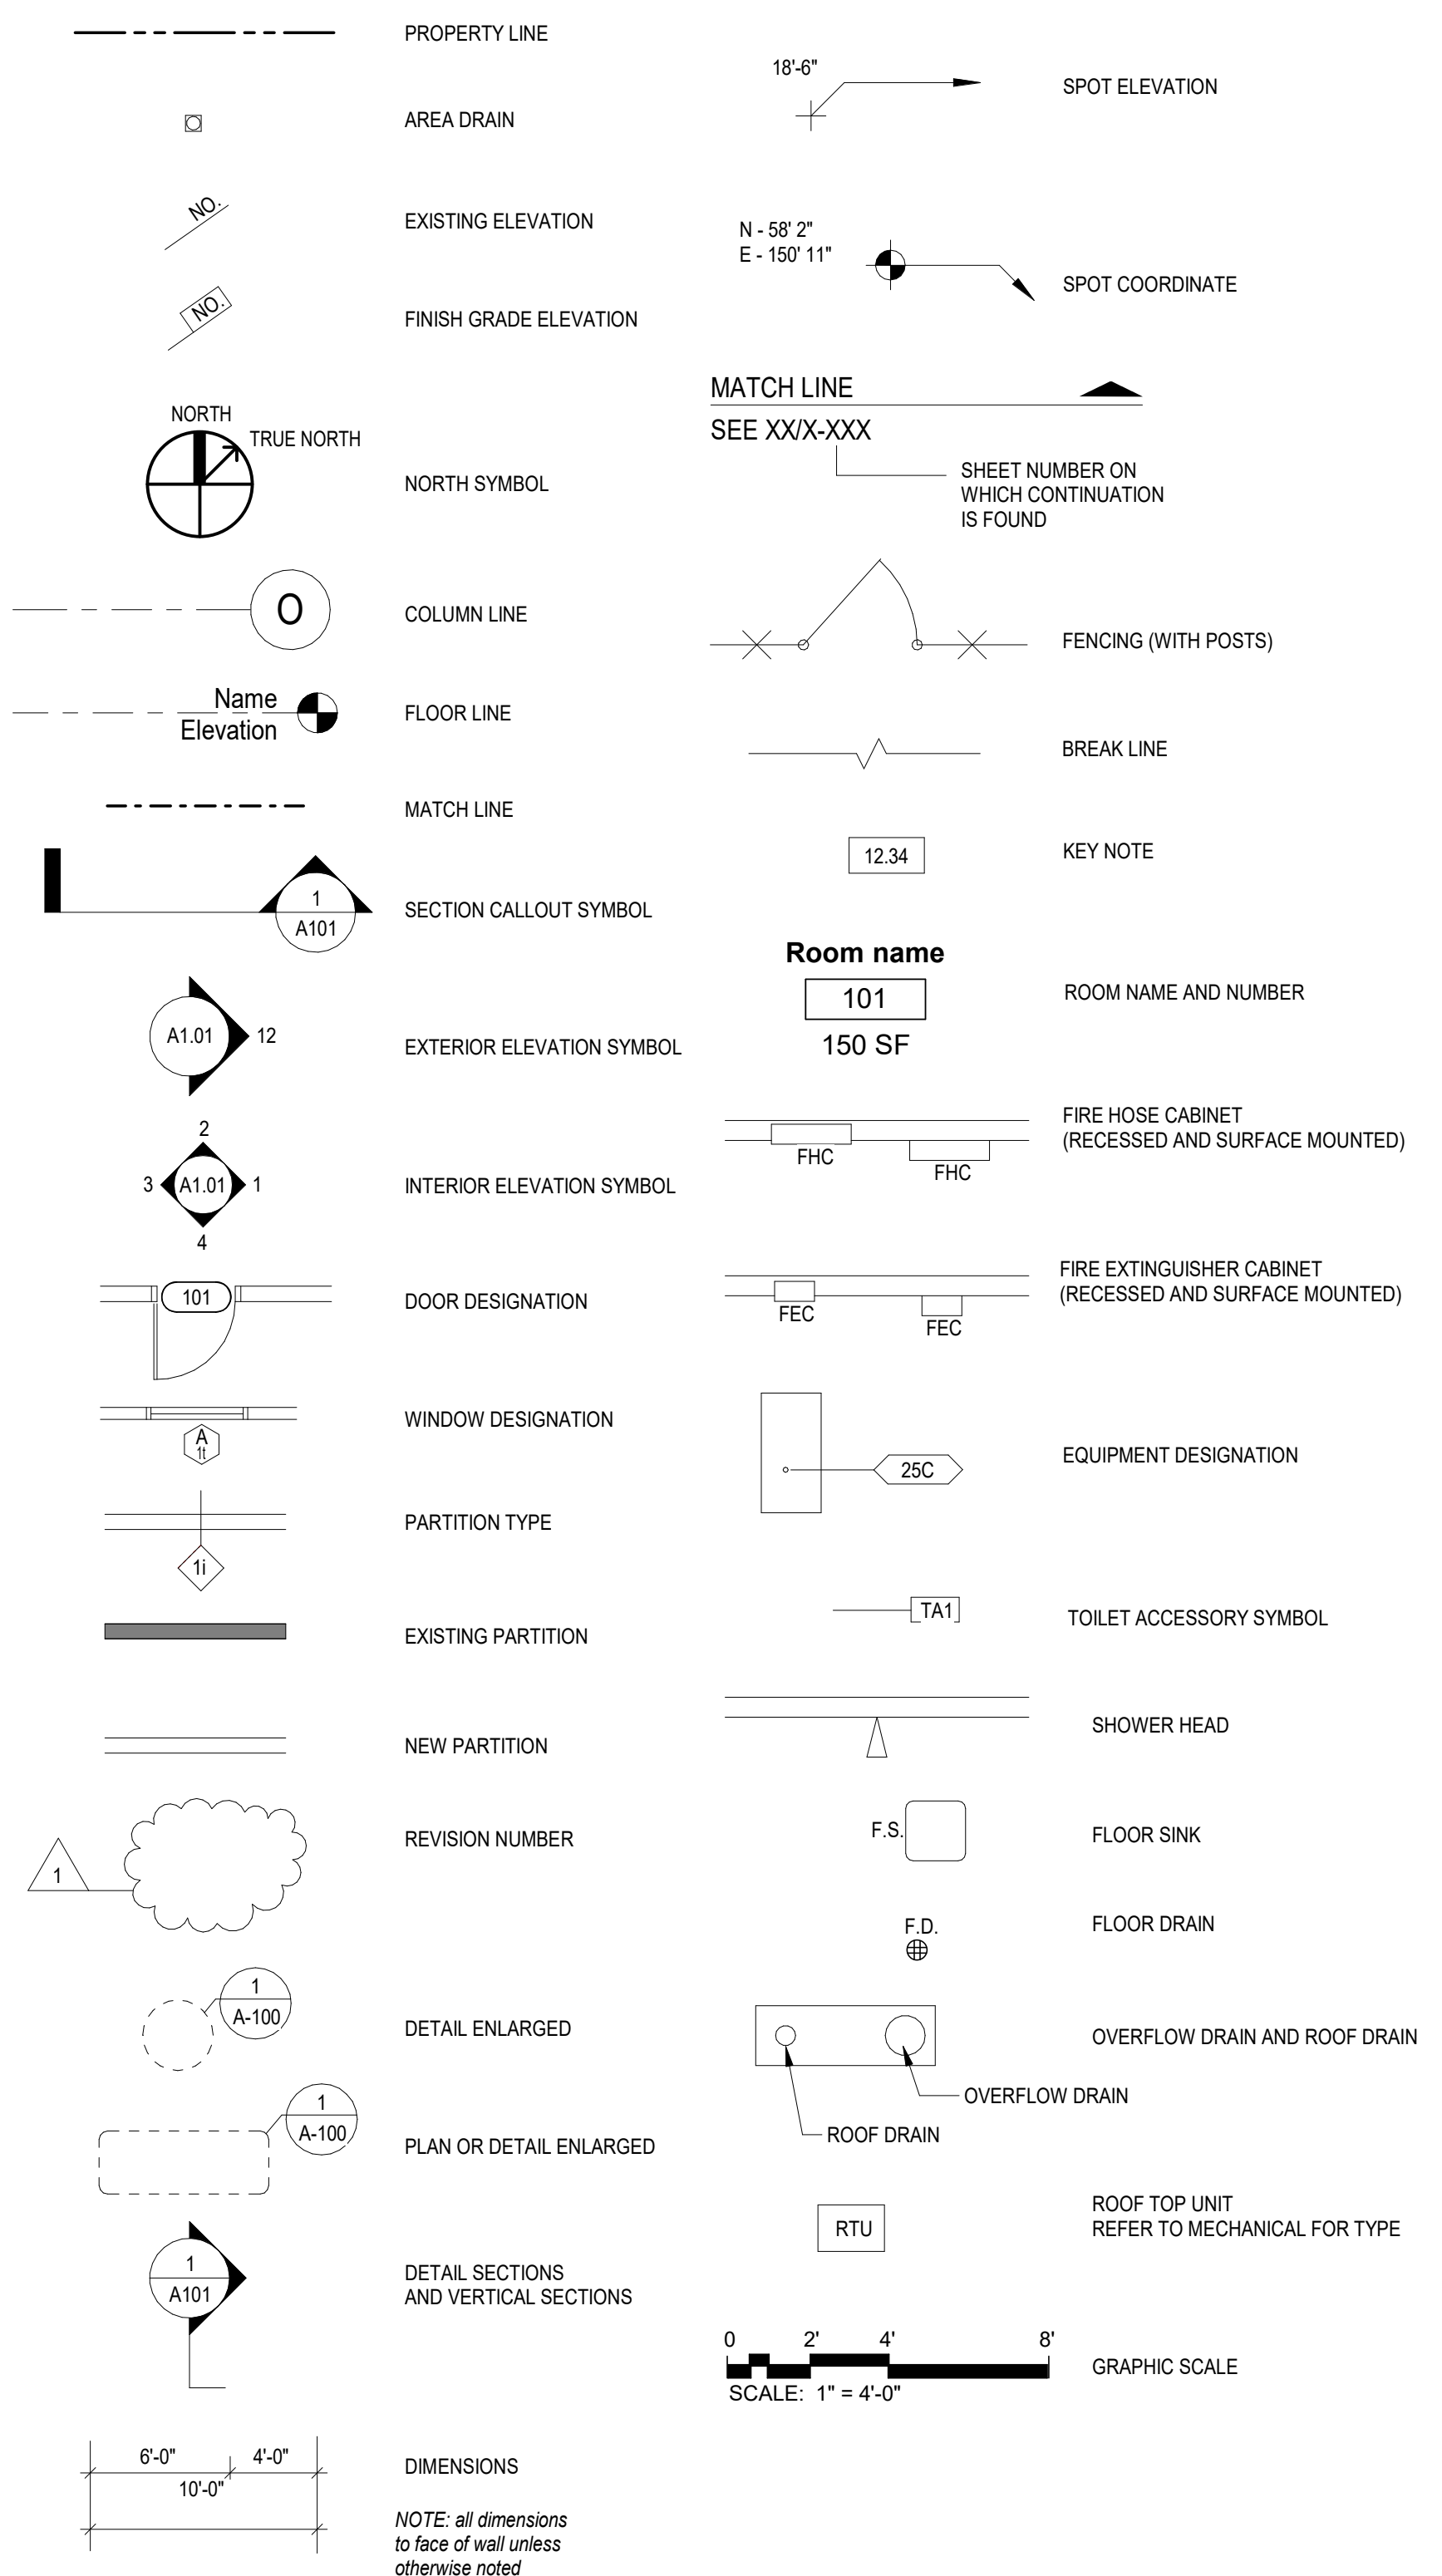 PROPERTY LINE
AREA DRAIN
NO.
EXISTING ELEVATION
NO.
FINISH GRADE ELEVATION
NORTH
TRUE NORTH
NORTH SYMBOL
O
COLUMN LINE
Name
Elevation
FLOOR LINE
MATCH LINE
1
A101
SECTION CALLOUT SYMBOL
A1.01
12
EXTERIOR ELEVATION SYMBOL
2
3
A1.01
1
4
INTERIOR ELEVATION SYMBOL
101
DOOR DESIGNATION
A
1t
WINDOW DESIGNATION
1i
PARTITION TYPE
EXISTING PARTITION
NEW PARTITION
1
REVISION NUMBER
1
A-100
DETAIL ENLARGED
1
A-100
PLAN OR DETAIL ENLARGED
1
A101
DETAIL SECTIONS
AND VERTICAL SECTIONS
6'-0"
4'-0"
10'-0"
DIMENSIONS
NOTE: all dimensions
to face of wall unless
otherwise noted
18'-6"
SPOT ELEVATION
N - 58' 2"
E - 150' 11"
SPOT COORDINATE
MATCH LINE
SEE XX/X-XXX
SHEET NUMBER ON
WHICH CONTINUATION
IS FOUND
FENCING (WITH POSTS)
BREAK LINE
12.34
KEY NOTE
Room name
101
150 SF
ROOM NAME AND NUMBER
FHC
FHC
FIRE HOSE CABINET
(RECESSED AND SURFACE MOUNTED)
FEC
FEC
FIRE EXTINGUISHER CABINET
(RECESSED AND SURFACE MOUNTED)
25C
EQUIPMENT DESIGNATION
TA1
TOILET ACCESSORY SYMBOL
SHOWER HEAD
F.S.
FLOOR SINK
F.D.
FLOOR DRAIN
OVERFLOW DRAIN AND ROOF DRAIN
OVERFLOW DRAIN
ROOF DRAIN
RTU
ROOF TOP UNIT
REFER TO MECHANICAL FOR TYPE
0 2' 4' 8'
SCALE: 1" = 4'-0"
GRAPHIC SCALE